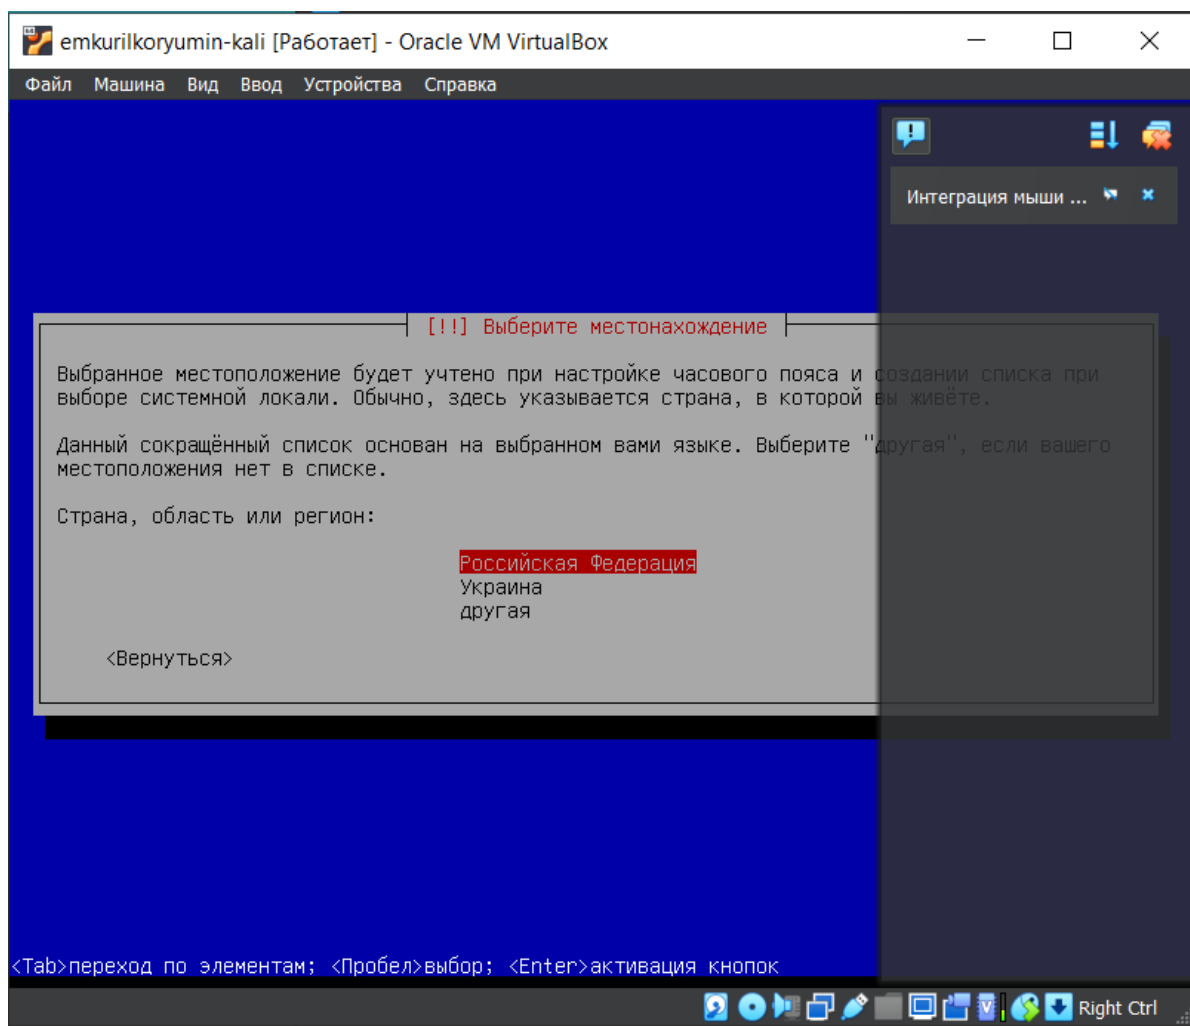 emkurilkoryumin-kali [Работает] - Oracle VM VirtualBox
Файл Машина Вид Ввод Устройства Справка
Интеграция мыши ...
[!!] Выберите местонахождение
Выбранное местоположение будет учтено при настройке часового пояса и создании списка при
выборе системной локали. Обычно, здесь указывается страна, в которой вы живёте.
Данный сокращённый список основан на выбранном вами языке. Выберите "другая", если вашего
местоположения нет в списке.
Страна, область или регион:
Российская Федерация
Украина
другая
<Вернуться>
<Tab>переход по элементам; <Пробел>выбор; <Enter>активация кнопок
Right Ctrl